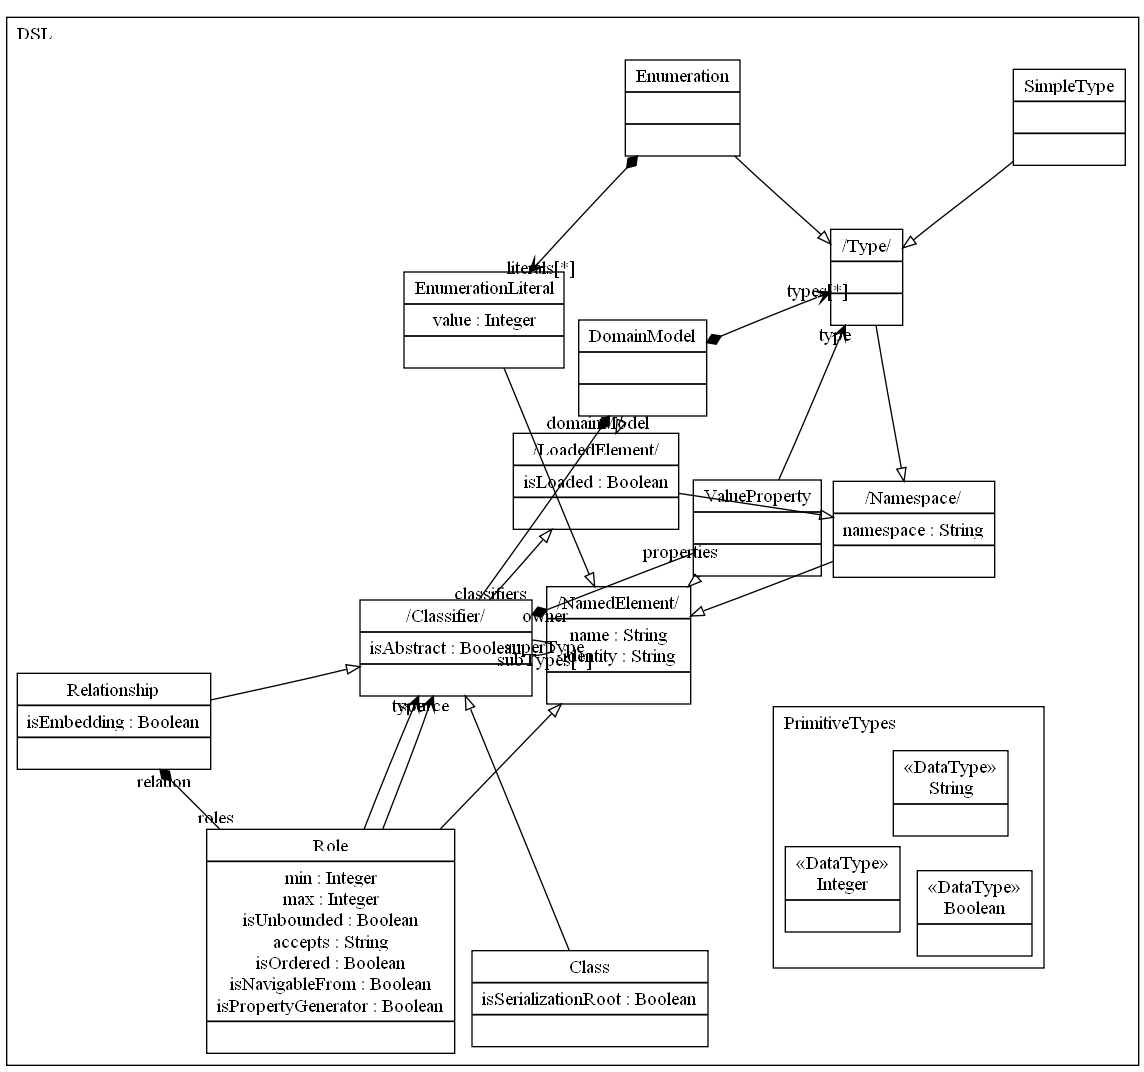 DSL
Enumeration
SimpleType
/Type/
literals[*]
EnumerationLiteral
value : Integer
types[*]
DomainModel
type
domainModel
/LoadedElement/
isLoaded : Boolean
ValueProperty
/Namespace/
namespace : String
properties
classifiers
/Classifier/
isAbstract : Boolean
owner
/NamedElement/
name : String
identity : String
superType
subTypes[*]
Relationship
isEmbedding : Boolean
type
source
relation
roles
Role
min : Integer
max : Integer
isUnbounded : Boolean
accepts : String
isOrdered : Boolean
isNavigableFrom : Boolean
isPropertyGenerator : Boolean
Class
isSerializationRoot : Boolean
PrimitiveTypes
«DataType»
String
«DataType»
Integer
«DataType»
Boolean